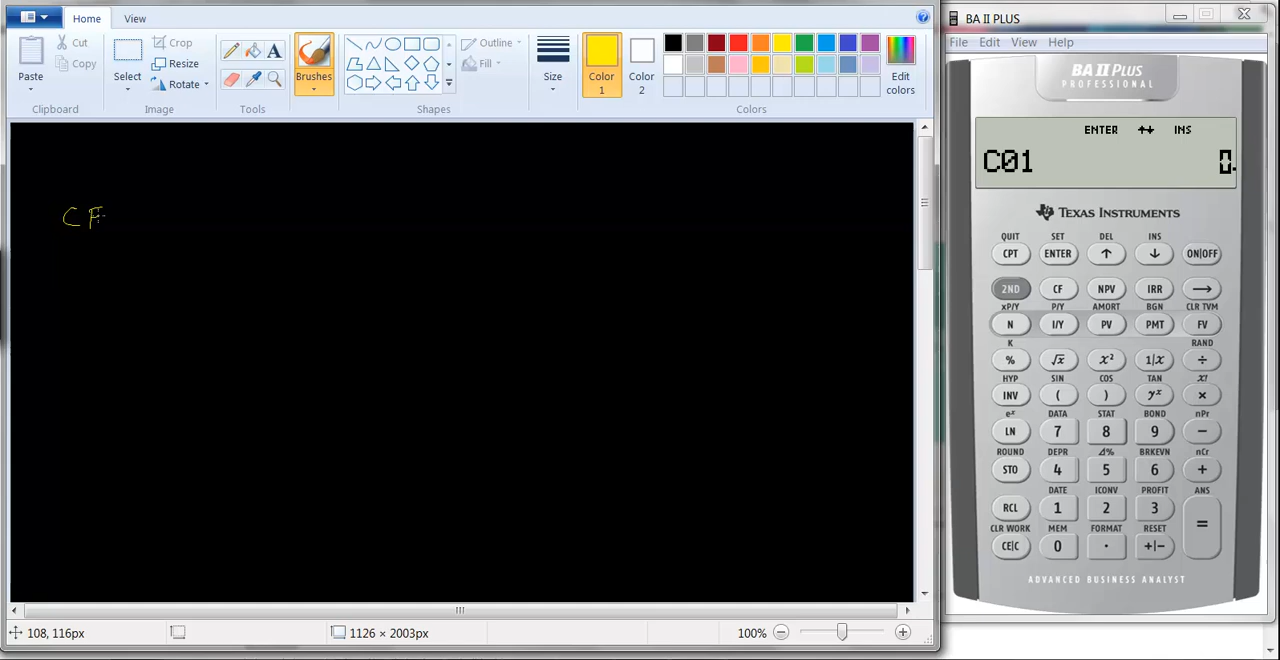 Home View
BA II PLUS
Paste
Cut
Copy
Clipboard
Select
Crop
Resize
Rotate
Image
Tools
Brushes
Outline
Fill
Shapes
Size
Color 1
Color 2
Edit colors
Colors
C F
100%
108, 116px
1126 × 2003px
File Edit View Help
BA II PLUS
PROFESSIONAL
ENTER INS
C01 0.
TEXAS INSTRUMENTS
QUIT SET DEL INS
CPT ENTER ↑ ↓ ON|OFF
2ND CF NPV IRR →
xP/Y P/Y AMORT BGN CLR TVM
N I/Y PV PMT FV
K RAND
% √x x² 1/x ÷
HYP SIN COS TAN x!
INV ( ) yˣ ×
eˣ DATA STAT BOND nPr
LN 7 8 9 −
ROUND DEPR Δ% BRKEVN nCr
STO 4 5 6 +
DATE ICONV PROFIT ANS
RCL 1 2 3 =
CLR WORK MEM FORMAT RESET
CE|C 0 . +|−
ADVANCED BUSINESS ANALYST